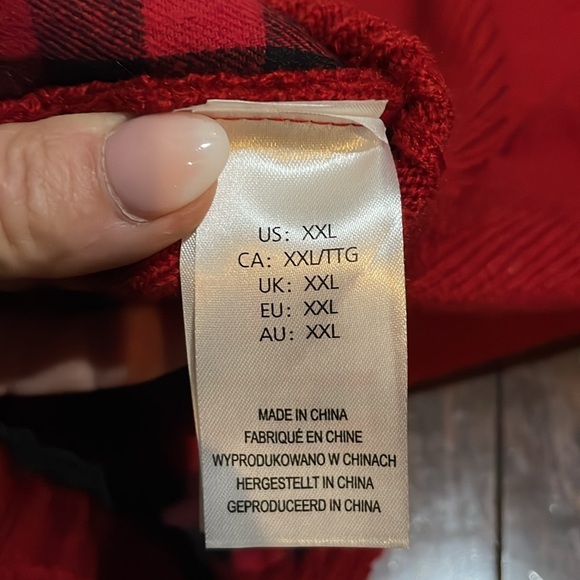 US: XXL
CA: XXL/TTG
UK: XXL
EU: XXL
AU: XXL
MADE IN CHINA
FABRIQUÉ EN CHINE
WYPRODUKOWANO W CHINACH
HERGESTELLT IN CHINA
GEPRODUCEERD IN CHINA